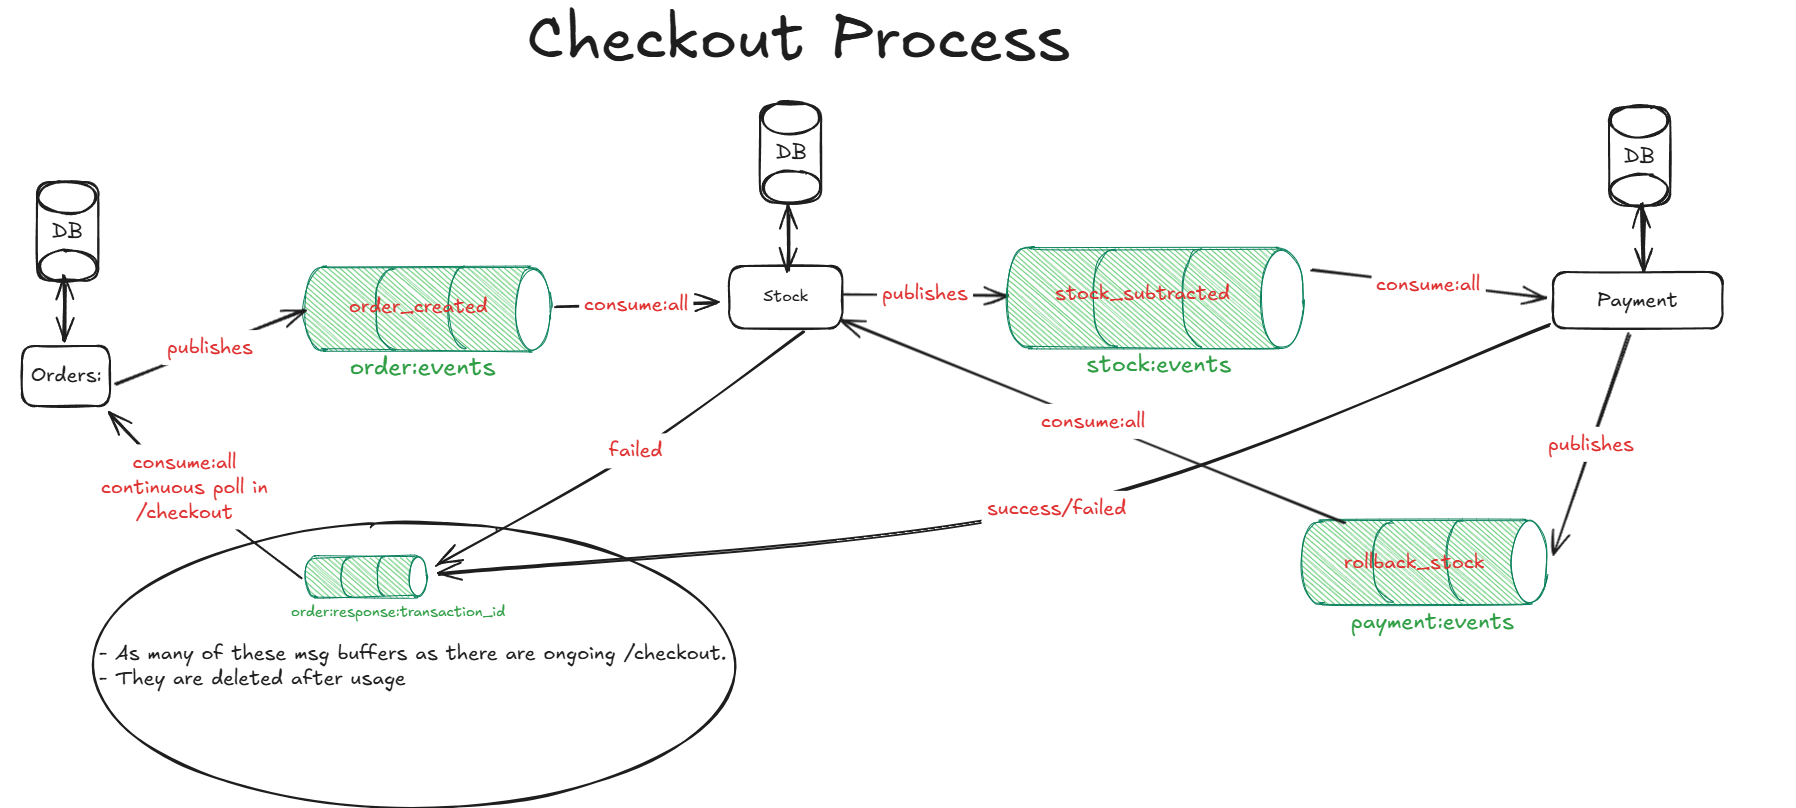 Checkout Process
DB
DB
DB
Orders:
publishes
order_created
order:events
consume:all
Stock
publishes
stock_subtracted
stock:events
consume:all
Payment
consume:all
continuous poll in
/checkout
failed
consume:all
success/failed
publishes
rollback_stock
payment:events
order:response:transaction_id
- As many of these msg buffers as there are ongoing /checkout.
- They are deleted after usage